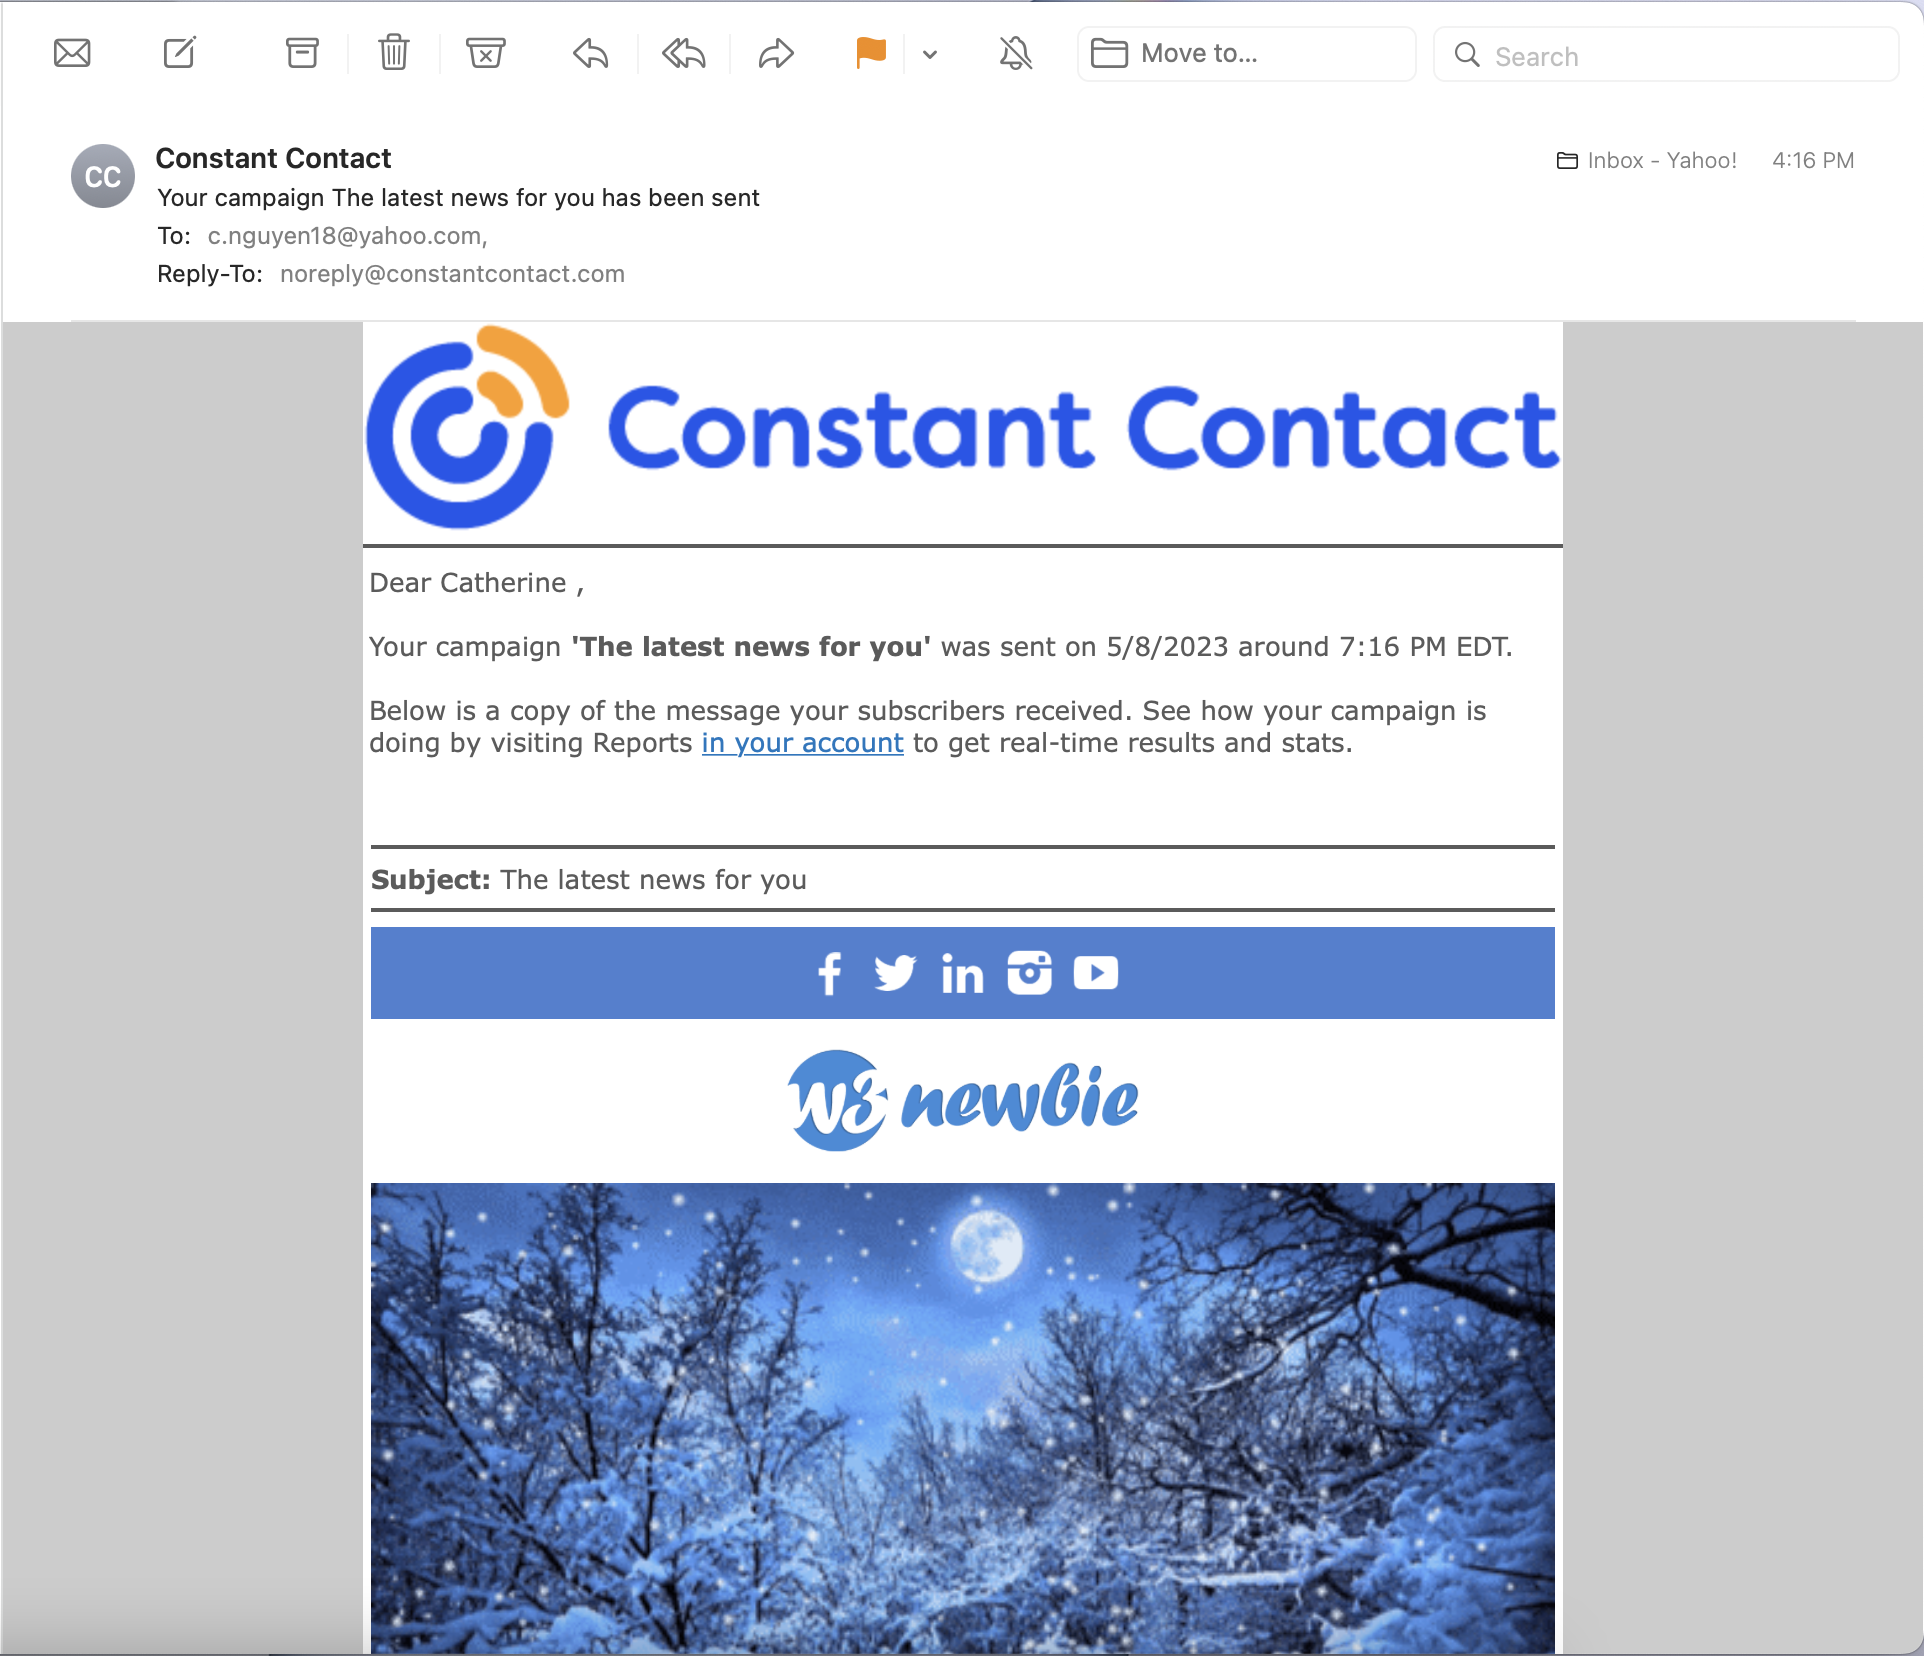 Move to...
Search
CC
Constant Contact
Inbox - Yahoo! 4:16 PM
Your campaign The latest news for you has been sent
To: c.nguyen18@yahoo.com,
Reply-To: noreply@constantcontact.com
Constant Contact
Dear Catherine ,
Your campaign 'The latest news for you' was sent on 5/8/2023 around 7:16 PM EDT.
Below is a copy of the message your subscribers received. See how your campaign is
doing by visiting Reports in your account to get real-time results and stats.
Subject: The latest news for you
f in
w3 newbie